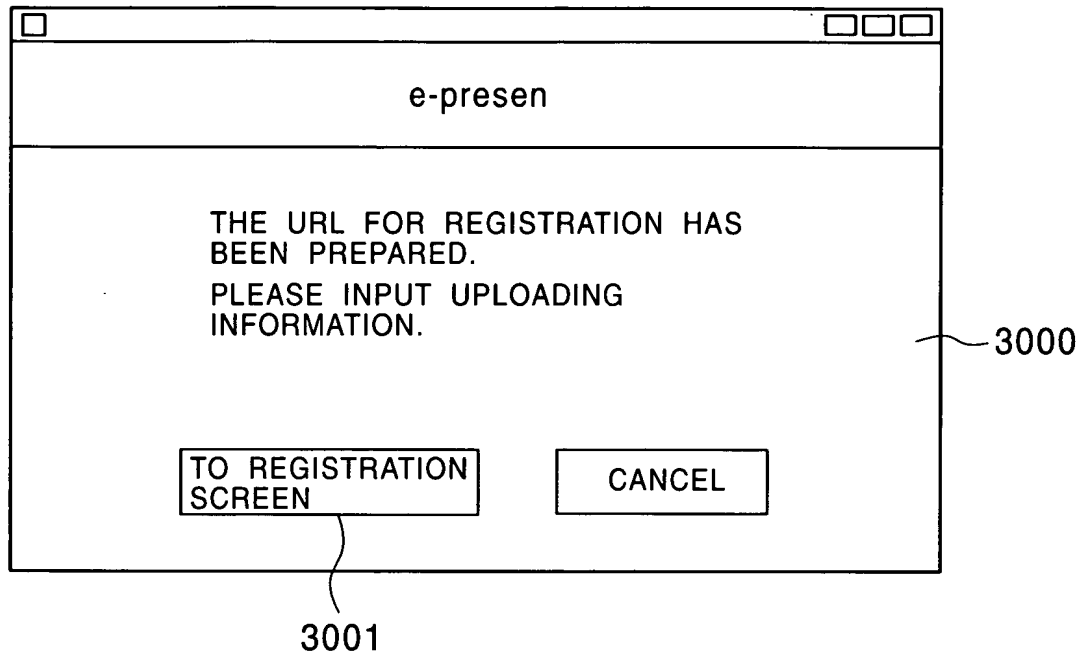 e-presen
THE URL FOR REGISTRATION HAS
BEEN PREPARED.
PLEASE INPUT UPLOADING
INFORMATION.
3000
TO REGISTRATION
SCREEN
CANCEL
3001